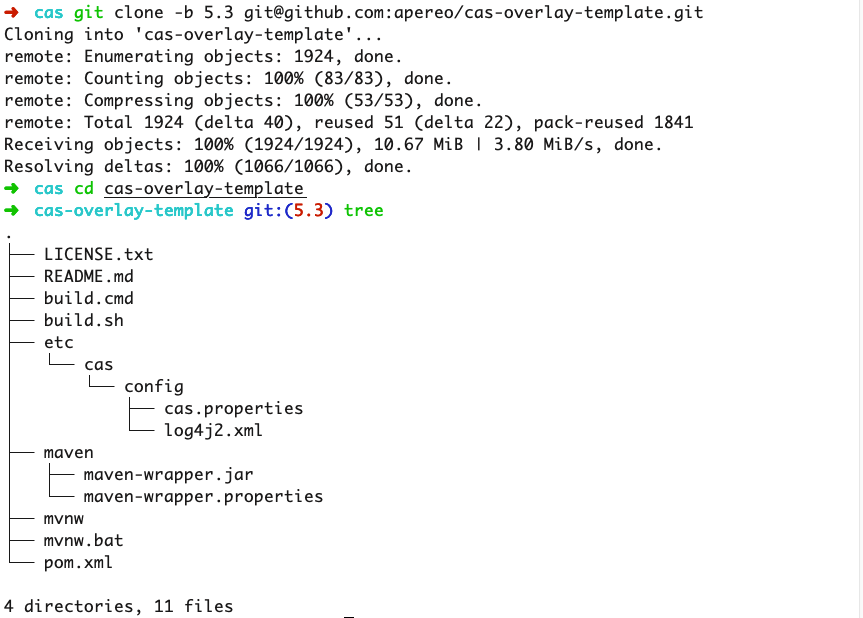 ➜ cas git clone -b 5.3 git@github.com:apereo/cas-overlay-template.git
Cloning into 'cas-overlay-template'...
remote: Enumerating objects: 1924, done.
remote: Counting objects: 100% (83/83), done.
remote: Compressing objects: 100% (53/53), done.
remote: Total 1924 (delta 40), reused 51 (delta 22), pack-reused 1841
Receiving objects: 100% (1924/1924), 10.67 MiB | 3.80 MiB/s, done.
Resolving deltas: 100% (1066/1066), done.
➜ cas cd cas-overlay-template
➜ cas-overlay-template git:(5.3) tree
.
├── LICENSE.txt
├── README.md
├── build.cmd
├── build.sh
├── etc
│   └── cas
│       └── config
│           ├── cas.properties
│           └── log4j2.xml
├── maven
│   ├── maven-wrapper.jar
│   └── maven-wrapper.properties
├── mvnw
├── mvnw.bat
└── pom.xml
4 directories, 11 files